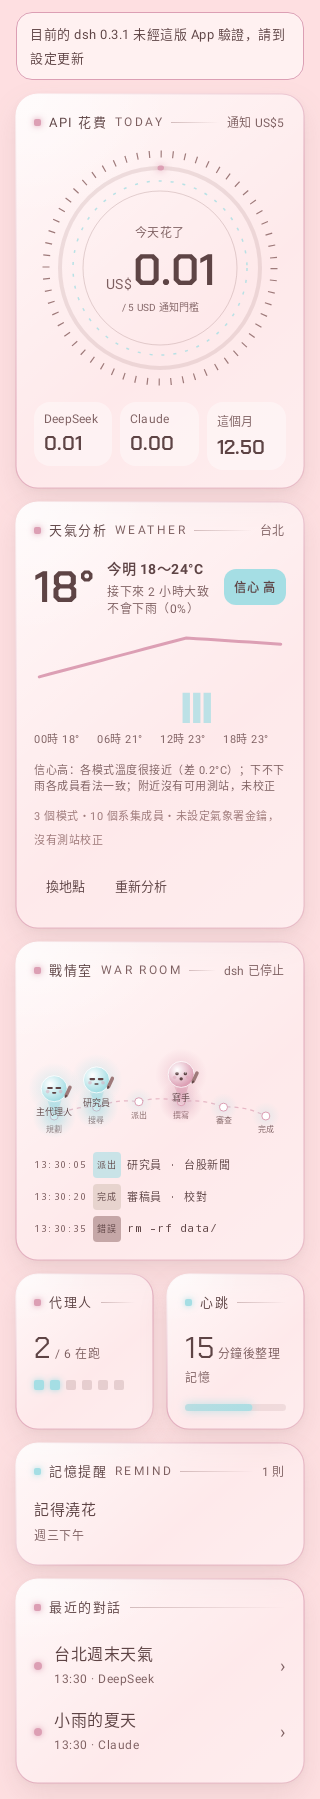 目前的 dsh 0.3.1 未經這版 App 驗證，請到
設定更新
API 花費 TODAY 通知 US$5
今天花了
US$0.01
/ 5 USD 通知門檻
DeepSeek
0.01
Claude
0.00
這個月
12.50
天氣分析 WEATHER 台北
18°
今明 18～24°C
接下來 2 小時大致
不會下雨（0%）
信心 高
00時 18° 06時 21° 12時 23° 18時 23°
信心高：各模式溫度很接近（差 0.2°C）；下不下
雨各成員看法一致；附近沒有可用測站，未校正
3 個模式・10 個系集成員・未設定氣象署金鑰，
沒有測站校正
換地點 重新分析
戰情室 WAR ROOM dsh 已停止
主代理人 研究員 寫手
規劃 搜尋 派出 撰寫 審查 完成
13:30:05 派出 研究員 · 台股新聞
13:30:20 完成 審稿員 · 校對
13:30:35 錯誤 rm -rf data/
代理人
2 / 6 在跑
心跳
15 分鐘後整理
記憶
記憶提醒 REMIND 1 則
記得澆花
週三下午
最近的對話
台北週末天氣
13:30 · DeepSeek
›
小雨的夏天
13:30 · Claude
›